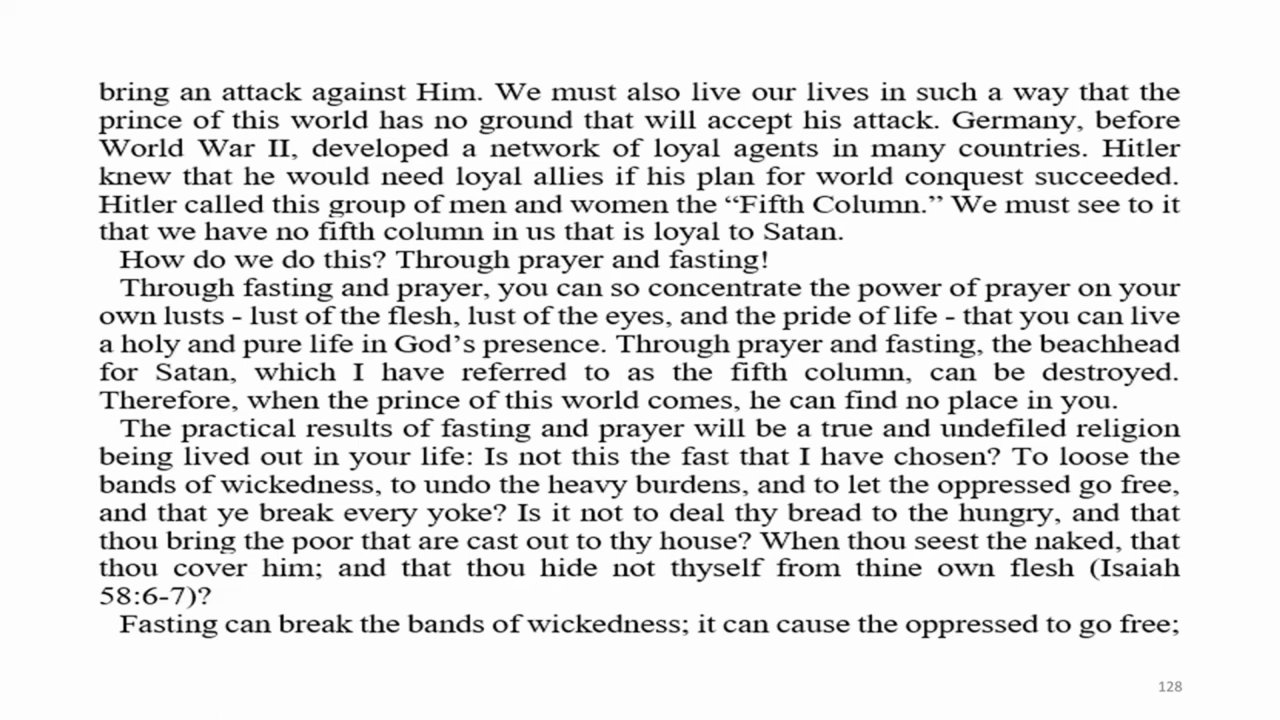 bring an attack against Him. We must also live our lives in such a way that the
prince of this world has no ground that will accept his attack. Germany, before
World War II, developed a network of loyal agents in many countries. Hitler
knew that he would need loyal allies if his plan for world conquest succeeded.
Hitler called this group of men and women the “Fifth Column.” We must see to it
that we have no fifth column in us that is loyal to Satan.
How do we do this? Through prayer and fasting!
Through fasting and prayer, you can so concentrate the power of prayer on your
own lusts - lust of the flesh, lust of the eyes, and the pride of life - that you can live
a holy and pure life in God’s presence. Through prayer and fasting, the beachhead
for Satan, which I have referred to as the fifth column, can be destroyed.
Therefore, when the prince of this world comes, he can find no place in you.
The practical results of fasting and prayer will be a true and undefiled religion
being lived out in your life: Is not this the fast that I have chosen? To loose the
bands of wickedness, to undo the heavy burdens, and to let the oppressed go free,
and that ye break every yoke? Is it not to deal thy bread to the hungry, and that
thou bring the poor that are cast out to thy house? When thou seest the naked, that
thou cover him; and that thou hide not thyself from thine own flesh (Isaiah
58:6-7)?
Fasting can break the bands of wickedness; it can cause the oppressed to go free;
128